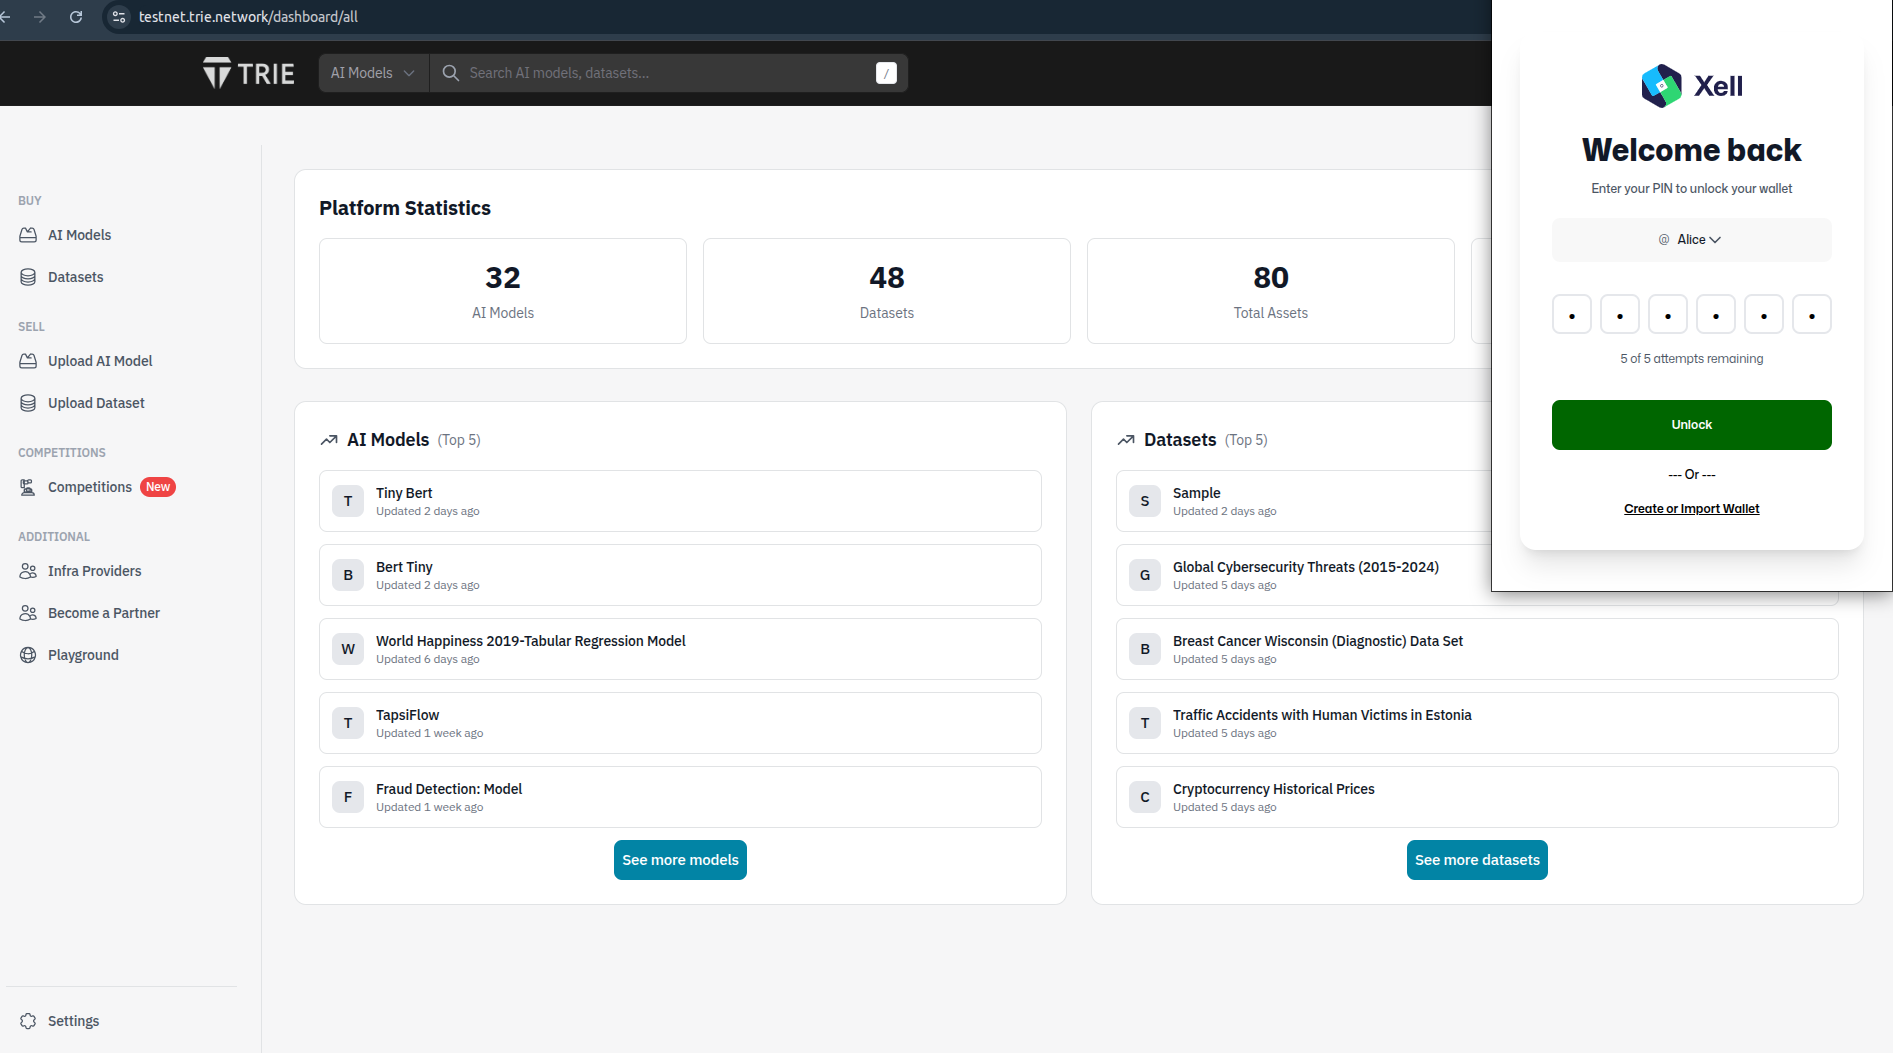 testnet.trie.network/dashboard/all
TRIE
AI Models
Search AI models, datasets...
/
BUY
AI Models
Datasets
SELL
Upload AI Model
Upload Dataset
COMPETITIONS
Competitions New
ADDITIONAL
Infra Providers
Become a Partner
Playground
Settings
Platform Statistics
32
AI Models
48
Datasets
80
Total Assets
AI Models (Top 5)
T
Tiny Bert
Updated 2 days ago
B
Bert Tiny
Updated 2 days ago
W
World Happiness 2019-Tabular Regression Model
Updated 6 days ago
T
TapsiFlow
Updated 1 week ago
F
Fraud Detection: Model
Updated 1 week ago
See more models
Datasets (Top 5)
S
Sample
Updated 2 days ago
G
Global Cybersecurity Threats (2015-2024)
Updated 5 days ago
B
Breast Cancer Wisconsin (Diagnostic) Data Set
Updated 5 days ago
T
Traffic Accidents with Human Victims in Estonia
Updated 5 days ago
C
Cryptocurrency Historical Prices
Updated 5 days ago
See more datasets
Xell
Welcome back
Enter your PIN to unlock your wallet
@ Alice
5 of 5 attempts remaining
Unlock
--- Or ---
Create or Import Wallet